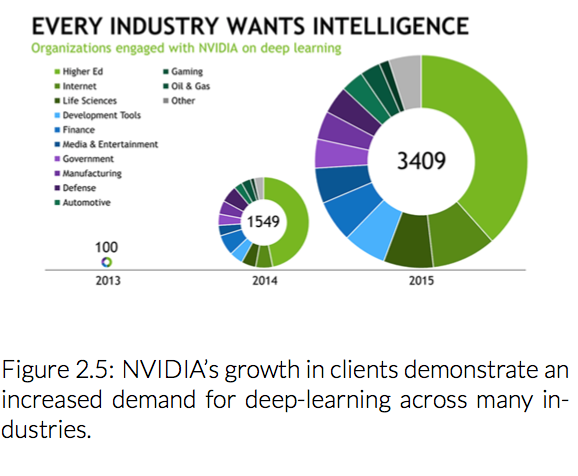 EVERY INDUSTRY WANTS INTELLIGENCE
Organizations engaged with NVIDIA on deep learning
Higher Ed
Internet
Life Sciences
Development Tools
Finance
Media & Entertainment
Government
Manufacturing
Defense
Automotive
Gaming
Oil & Gas
Other
100
1549
3409
2013
2014
2015
Figure 2.5: NVIDIA's growth in clients demonstrate an
increased demand for deep-learning across many in-
dustries.